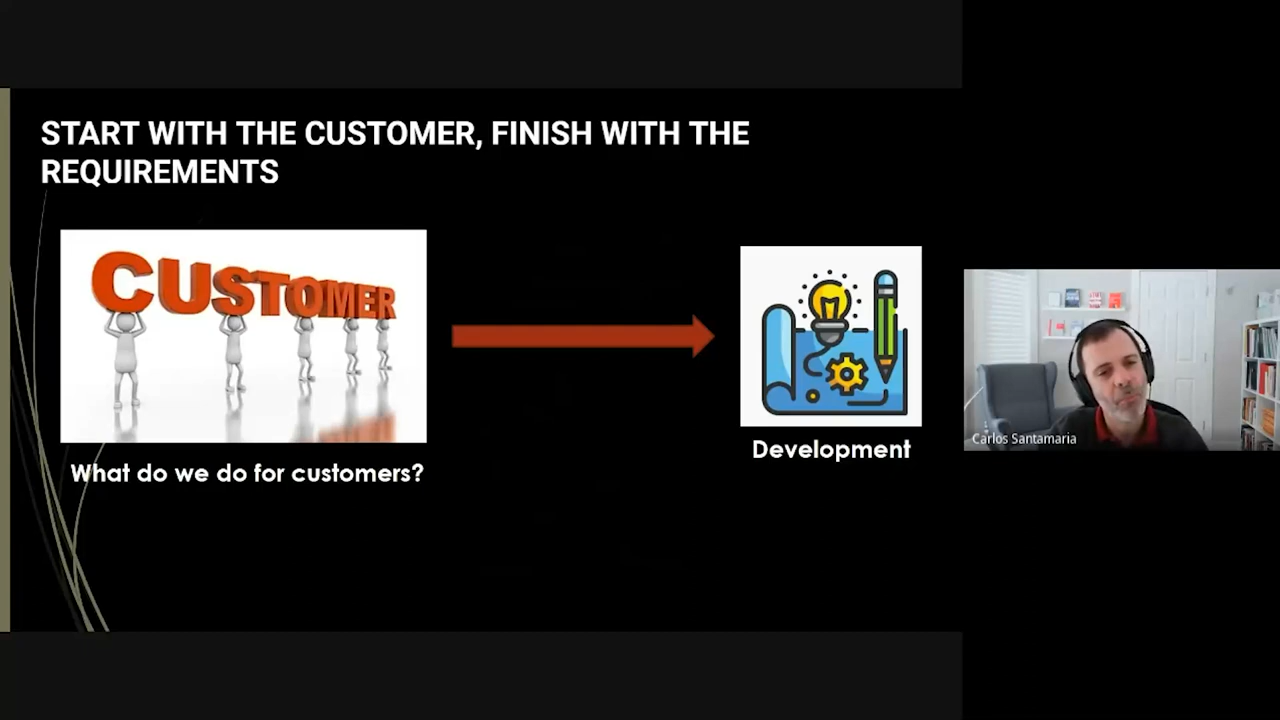 START WITH THE CUSTOMER, FINISH WITH THE
REQUIREMENTS
CUSTOMER
What do we do for customers?
Development
Carlos Santamaria